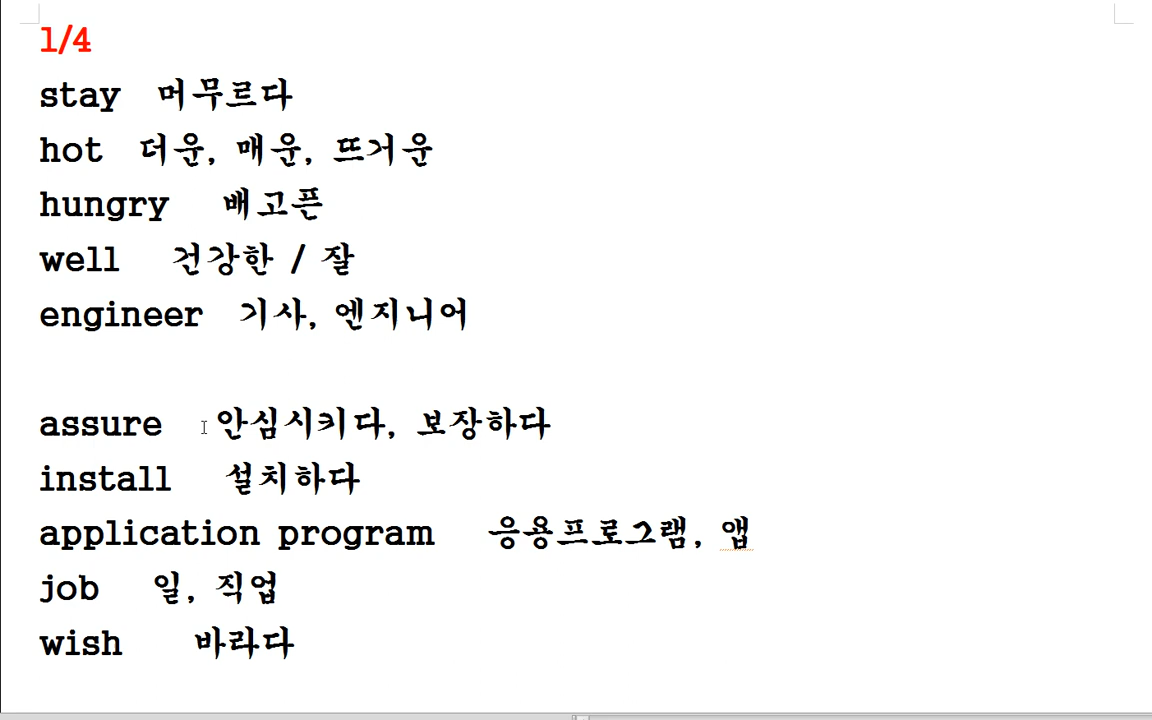 1/4
stay 머무르다
hot 더운, 매운, 뜨거운
hungry 배고픈
well 건강한 / 잘
engineer 기사, 엔지니어
assure 안심시키다, 보장하다
install 설치하다
application program 응용프로그램, 앱
job 일, 직업
wish 바라다